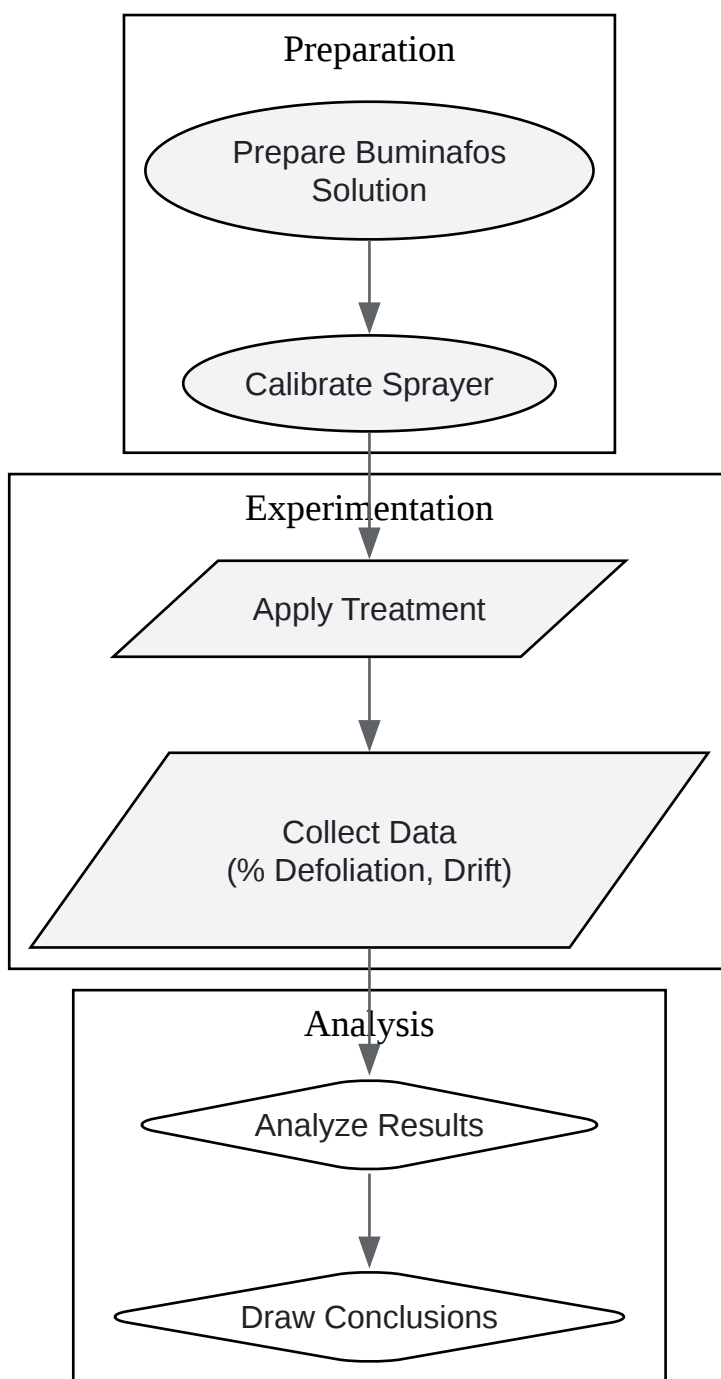 Preparation
Prepare Buminafos
Solution
Calibrate Sprayer
Experimentation
Apply Treatment
Collect Data
(% Defoliation, Drift)
Analysis
Analyze Results
Draw Conclusions